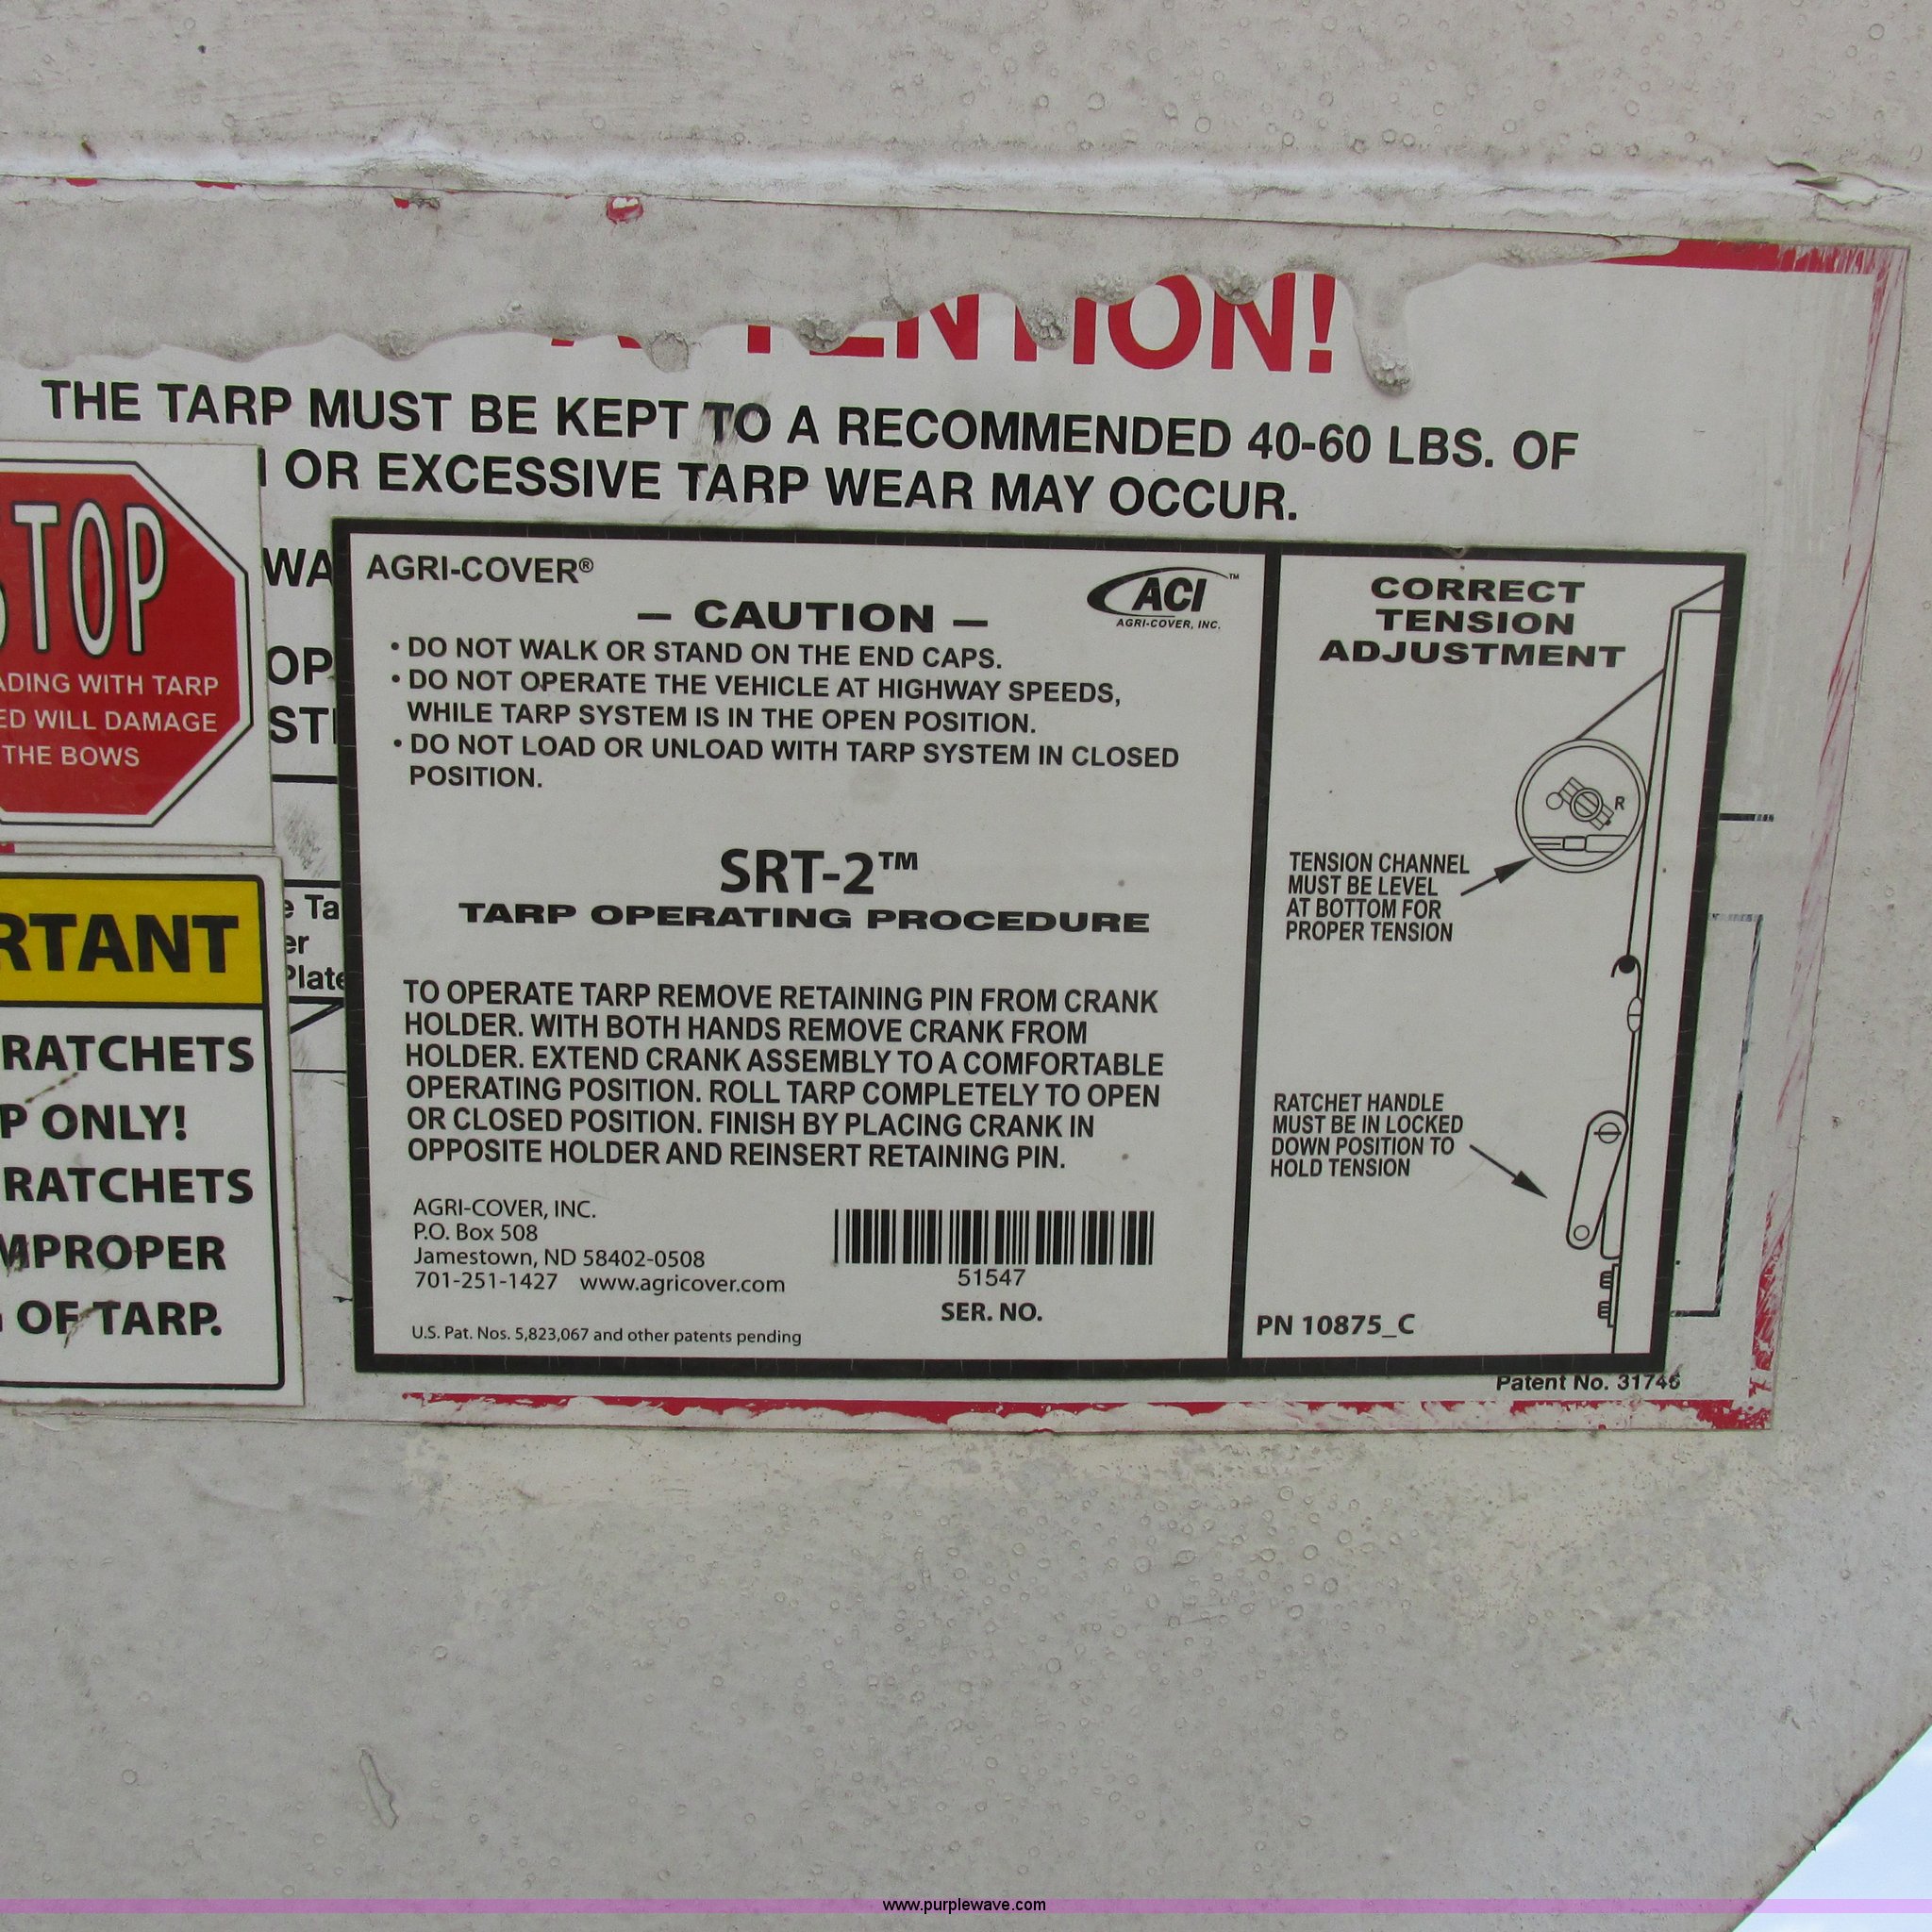 ATTENTION!
THE TARP MUST BE KEPT TO A RECOMMENDED 40-60 LBS. OF
OR EXCESSIVE TARP WEAR MAY OCCUR.
STOP
ADING WITH TARP
ED WILL DAMAGE
THE BOWS
WA
OP
STI
e Ta
er
Plate
RTANT
RATCHETS
P ONLY!
RATCHETS
MPROPER
OF TARP.
AGRI-COVER®
ACI™
AGRI-COVER, INC.
– CAUTION –
• DO NOT WALK OR STAND ON THE END CAPS.
• DO NOT OPERATE THE VEHICLE AT HIGHWAY SPEEDS,
WHILE TARP SYSTEM IS IN THE OPEN POSITION.
• DO NOT LOAD OR UNLOAD WITH TARP SYSTEM IN CLOSED
POSITION.
SRT-2™
TARP OPERATING PROCEDURE
TO OPERATE TARP REMOVE RETAINING PIN FROM CRANK
HOLDER. WITH BOTH HANDS REMOVE CRANK FROM
HOLDER. EXTEND CRANK ASSEMBLY TO A COMFORTABLE
OPERATING POSITION. ROLL TARP COMPLETELY TO OPEN
OR CLOSED POSITION. FINISH BY PLACING CRANK IN
OPPOSITE HOLDER AND REINSERT RETAINING PIN.
AGRI-COVER, INC.
P.O. Box 508
Jamestown, ND 58402-0508
701-251-1427 www.agricover.com
51547
SER. NO.
U.S. Pat. Nos. 5,823,067 and other patents pending
CORRECT
TENSION
ADJUSTMENT
R
TENSION CHANNEL
MUST BE LEVEL
AT BOTTOM FOR
PROPER TENSION
RATCHET HANDLE
MUST BE IN LOCKED
DOWN POSITION TO
HOLD TENSION
PN 10875_C
Patent No. 31746
www.purplewave.com